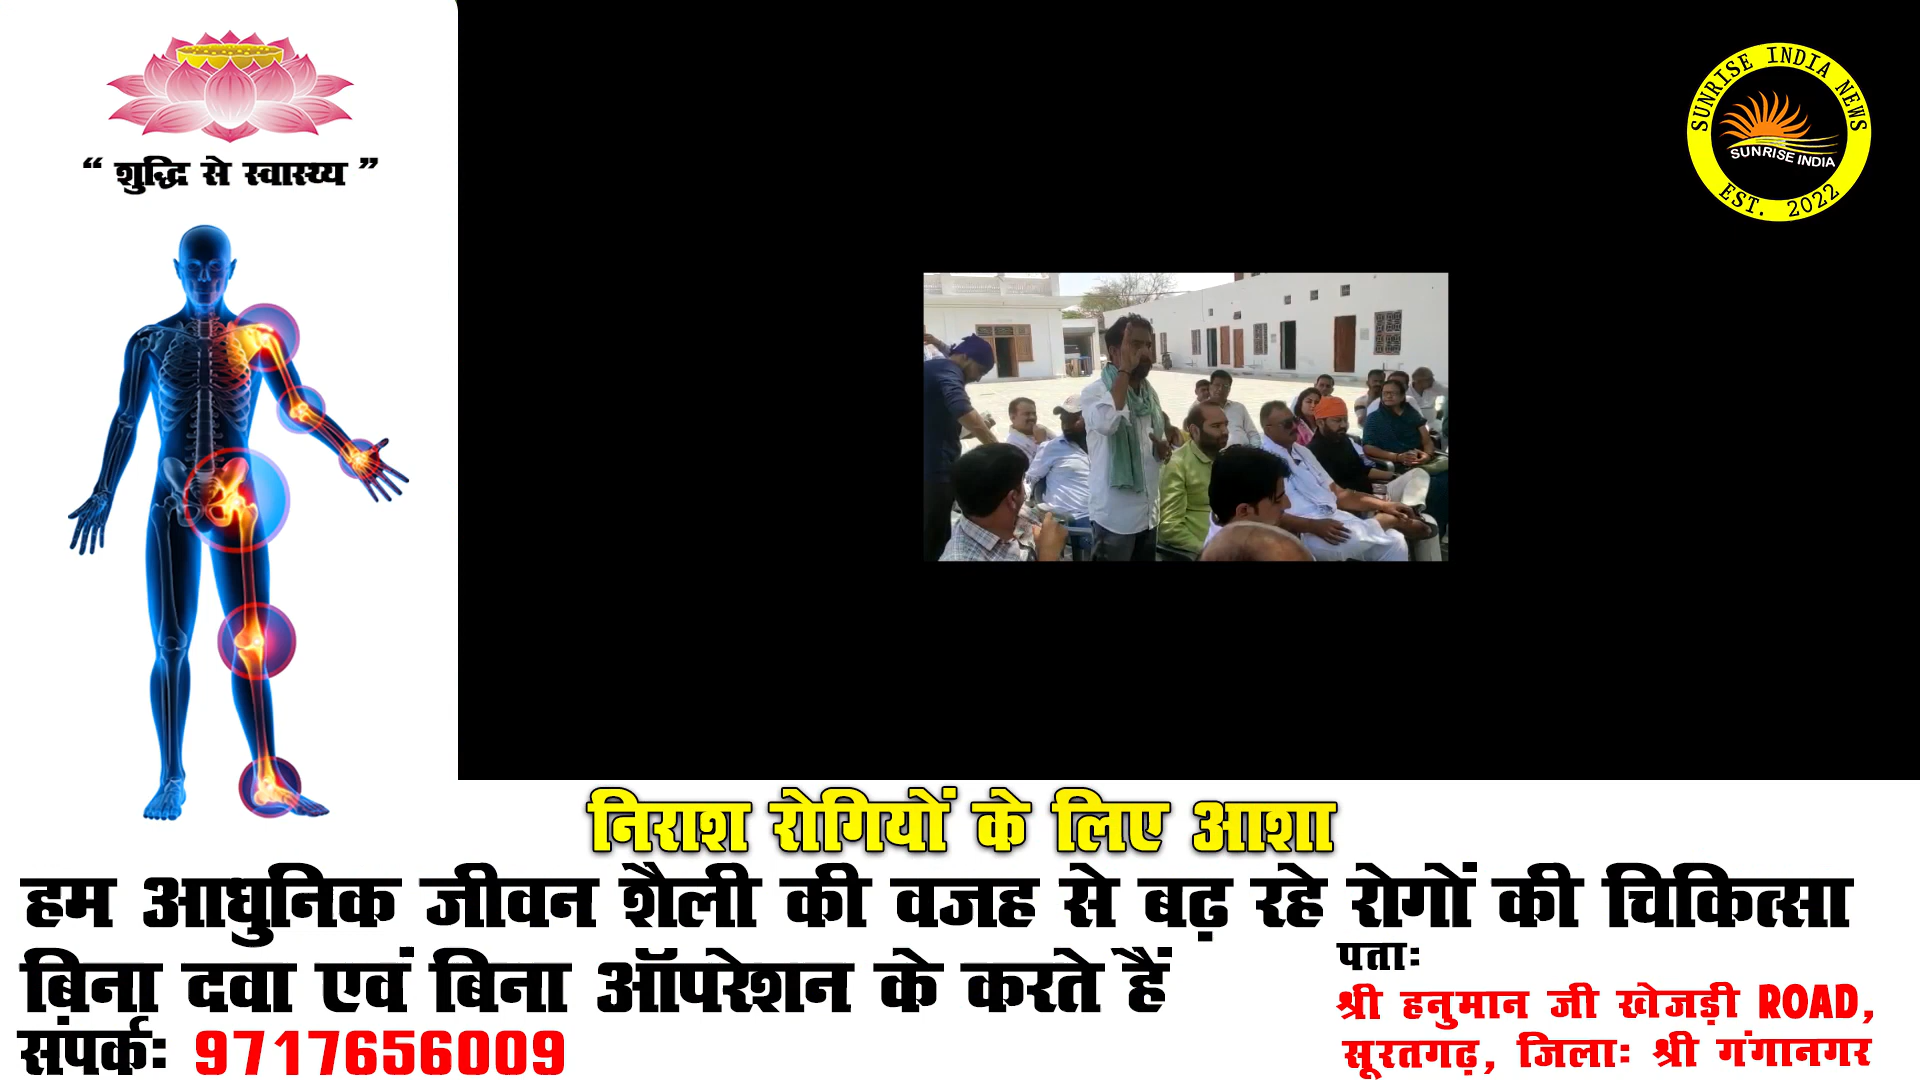 “ शुद्धि से स्वास्थ्य ”
SUNRISE INDIA NEWS
SUNRISE INDIA
EST. 2022
निराश रोगियों के लिए आशा
हम आधुनिक जीवन शैली की वजह से बढ़ रहे रोगों की चिकित्सा
बिना दवा एवं बिना ऑपरेशन के करते हैं
पताः
श्री हनुमान जी खेजड़ी ROAD,
सूरतगढ़, जिलाः श्री गंगानगर
संपर्कः 9717656009